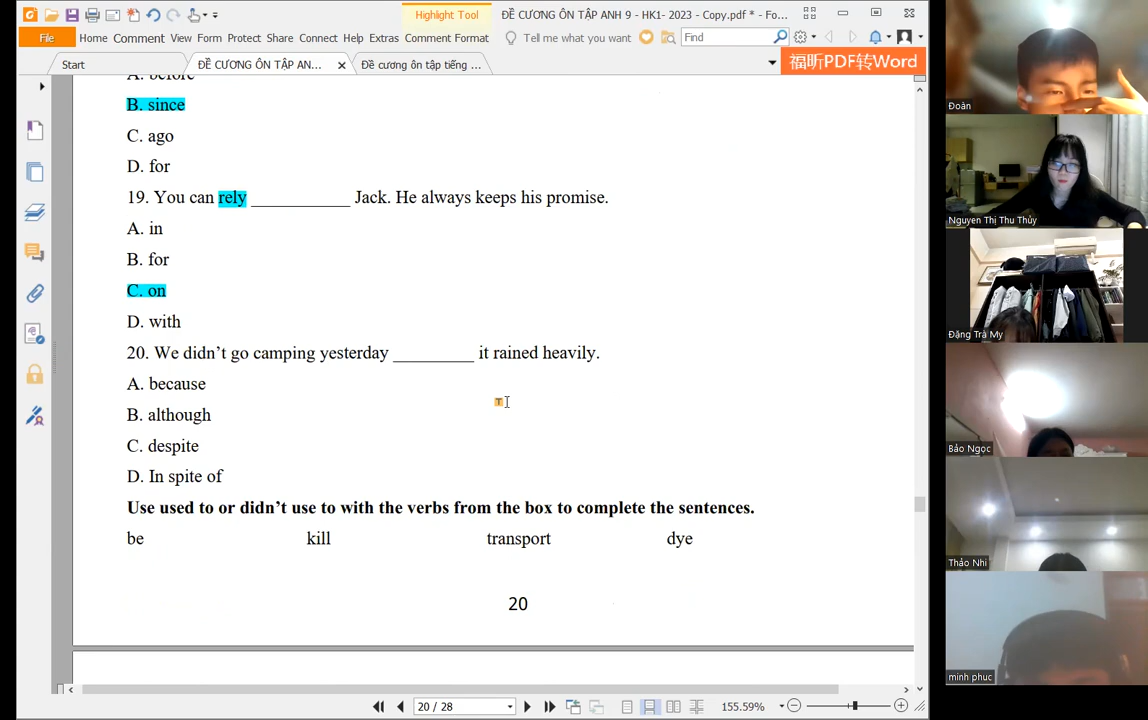 Highlight Tool
ĐỀ CƯƠNG ÔN TẬP ANH 9 - HK1- 2023 - Copy.pdf * - Fo...
File Home Comment View Form Protect Share Connect Help Extras Comment Format Tell me what you want Find
Start ĐỀ CƯƠNG ÔN TẬP AN... Đề cương ôn tập tiếng ... 福昕PDF转Word
A. before
B. since
C. ago
D. for
19. You can rely ___________ Jack. He always keeps his promise.
A. in
B. for
C. on
D. with
20. We didn’t go camping yesterday _________ it rained heavily.
A. because
B. although
C. despite
D. In spite of
Use used to or didn’t use to with the verbs from the box to complete the sentences.
be kill transport dye
20
20 / 28
155.59%
Đoàn
Nguyen Thị Thu Thủy
Đặng Trà My
Bảo Ngọc
Thảo Nhi
minh phuc